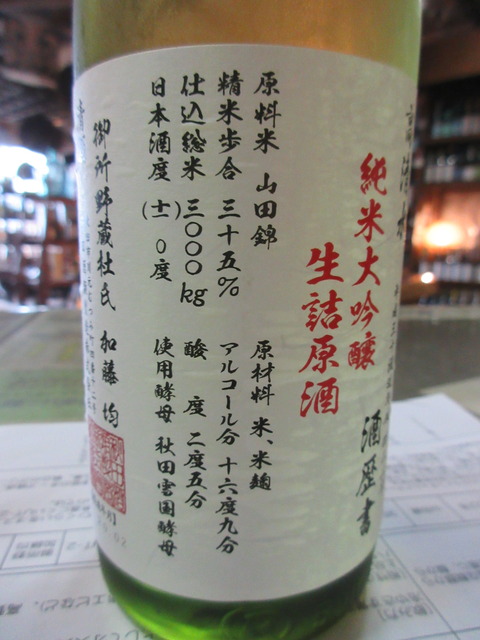 酒歴書
純米大吟醸
生詰原酒
原料米 山田錦
精米歩合 三十五%
仕込総米 三〇〇〇kg
日本酒度 (十)一〇度
原材料 米、米麹
アルコール分 十六度九分
酸度 二度五分
使用酵母 秋田雪国酵母
御所野蔵杜氏 加藤 均